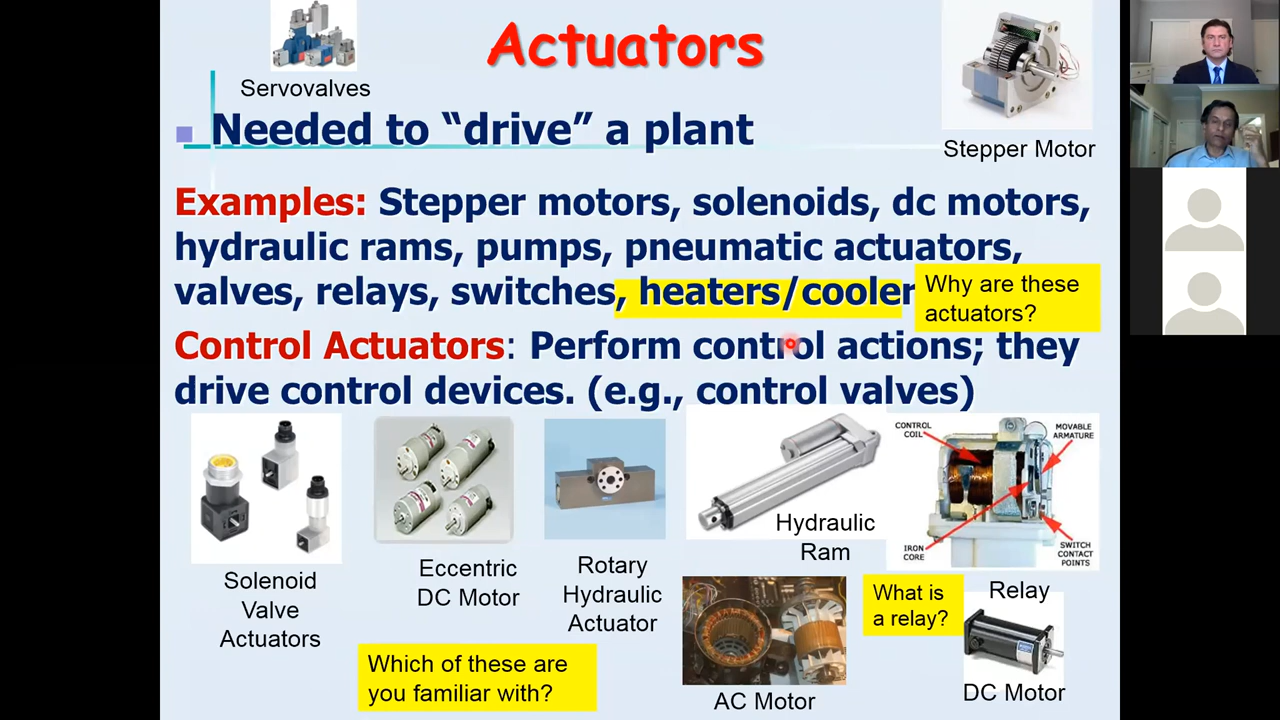 Actuators
Servovalves
Needed to “drive” a plant
Stepper Motor
Examples: Stepper motors, solenoids, dc motors,
hydraulic rams, pumps, pneumatic actuators,
valves, relays, switches, heaters/cooler
Why are these
actuators?
Control Actuators: Perform control actions; they
drive control devices. (e.g., control valves)
CONTROL
COIL
MOVABLE
ARMATURE
IRON
CORE
SWITCH
CONTACT
POINTS
Hydraulic
Ram
Solenoid
Valve
Actuators
Eccentric
DC Motor
Rotary
Hydraulic
Actuator
What is
a relay?
Relay
Which of these are
you familiar with?
AC Motor
DC Motor